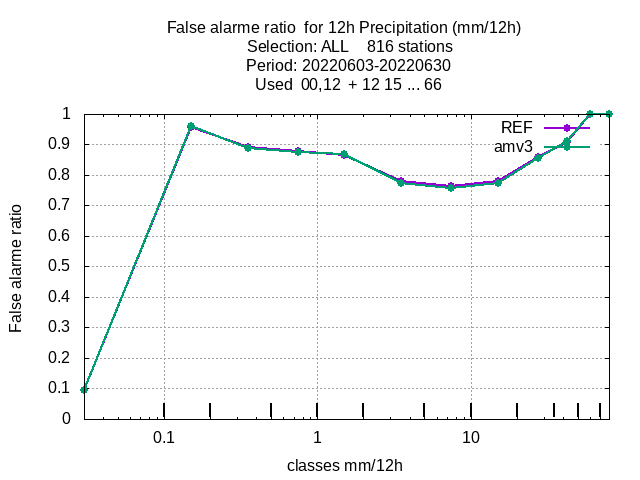 False alarme ratio  for 12h Precipitation (mm/12h)
Selection: ALL    816 stations
Period: 20220603-20220630
Used  00,12  + 12 15 ... 66
REF
amv3
1
0.9
0.8
0.7
0.6
0.5
0.4
0.3
0.2
0.1
0
False alarme ratio
0.1 1 10
classes mm/12h